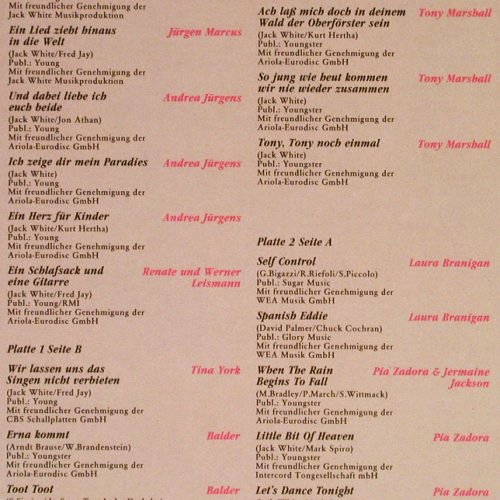 Mit freundlicher Genehmigung der
Jack White Musikproduktion
Ein Lied zieht hinaus Jürgen Marcus
in die Welt
(Jack White/Fred Jay)
Publ.: Young
Mit freundlicher Genehmigung der
Jack White Musikproduktion
Und dabei liebe ich Andrea Jürgens
euch beide
(Jack White/Jon Athan)
Publ.: Young
Mit freundlicher Genehmigung der
Ariola-Eurodisc GmbH
Ich zeige dir mein Paradies Andrea Jürgens
(Jack White)
Publ.: Young
Mit freundlicher Genehmigung der
Ariola-Eurodisc GmbH
Ein Herz für Kinder Andrea Jürgens
(Jack White/Kurt Hertha)
Publ.: Young
Mit freundlicher Genehmigung der
Ariola-Eurodisc GmbH
Ein Schlafsack und Renate und Werner
eine Gitarre Leismann
(Jack White/Fred Jay)
Publ.: Young/RMI
Mit freundlicher Genehmigung der
Ariola-Eurodisc GmbH
Platte 1 Seite B
Wir lassen uns das Tina York
Singen nicht verbieten
(Jack White/Fred Jay)
Publ.: Young
Mit freundlicher Genehmigung der
CBS Schallplatten GmbH
Erna kommt Balder
(Arndt Brause/W.Brandenstein)
Publ.: Young
Mit freundlicher Genehmigung der
Ariola-Eurodisc GmbH
Toot Toot Balder
Ach laß mich doch in deinem Tony Marshall
Wald der Oberförster sein
(Jack White/Kurt Hertha)
Publ.: Youngster
Mit freundlicher Genehmigung der
Ariola-Eurodisc GmbH
So jung wie heut kommen Tony Marshall
wir nie wieder zusammen
(Jack White)
Publ.: Youngster
Mit freundlicher Genehmigung der
Ariola-Eurodisc GmbH
Tony, Tony noch einmal Tony Marshall
(Jack White)
Publ.: Youngster
Mit freundlicher Genehmigung der
Ariola-Eurodisc GmbH
Platte 2 Seite A
Self Control Laura Branigan
(G.Bigazzi/R.Riefoli/S.Piccolo)
Publ.: Sugar Music
Mit freundlicher Genehmigung der
WEA Musik GmbH
Spanish Eddie Laura Branigan
(David Palmer/Chuck Cochran)
Publ.: Glory Music
Mit freundlicher Genehmigung der
WEA Musik GmbH
When The Rain Pia Zadora & Jermaine
Begins To Fall Jackson
(M.Bradley/P.March/S.Wittmack)
Publ.: Youngster
Mit freundlicher Genehmigung der
Ariola-Eurodisc GmbH
Little Bit Of Heaven Pia Zadora
(Jack White/Mark Spiro)
Publ.: Youngster
Mit freundlicher Genehmigung der
Intercord Tongesellschaft mbH
Let's Dance Tonight Pia Zadora